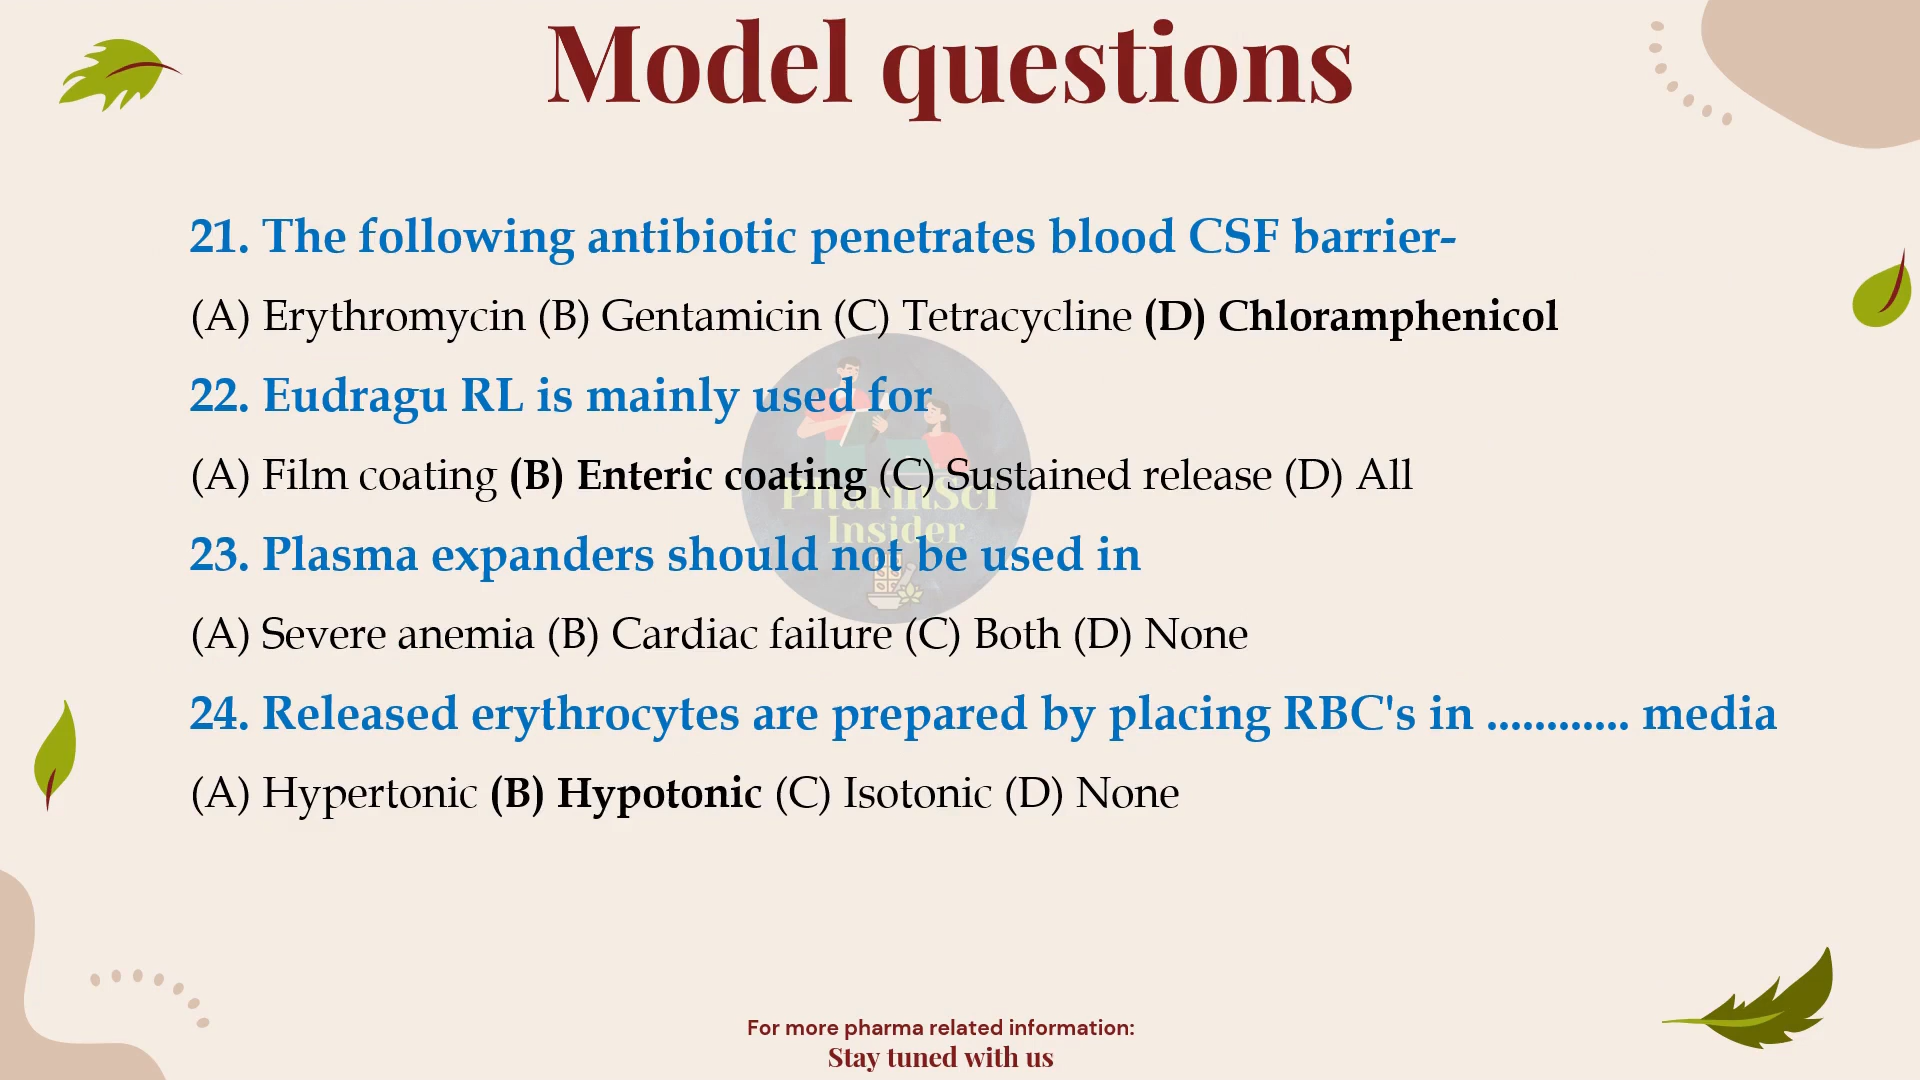 Model questions
21. The following antibiotic penetrates blood CSF barrier-
(A) Erythromycin (B) Gentamicin (C) Tetracycline (D) Chloramphenicol
22. Eudragu RL is mainly used for
(A) Film coating (B) Enteric coating (C) Sustained release (D) All
PharmSci
Insider
23. Plasma expanders should not be used in
(A) Severe anemia (B) Cardiac failure (C) Both (D) None
24. Released erythrocytes are prepared by placing RBC's in ............ media
(A) Hypertonic (B) Hypotonic (C) Isotonic (D) None
For more pharma related information:
Stay tuned with us